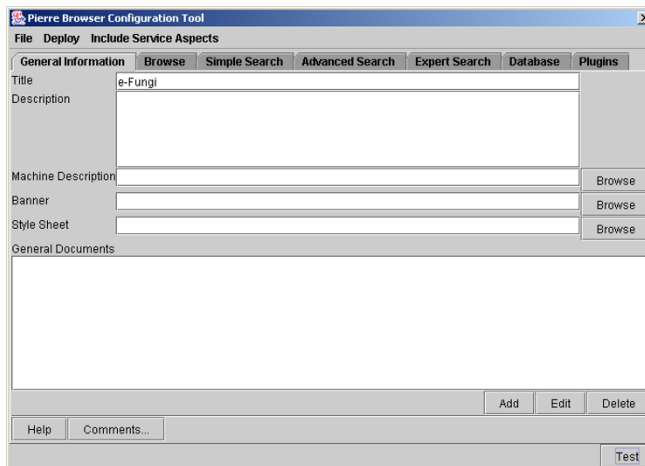 Pierre Browser Configuration Tool
File Deploy Include Service Aspects
General Information Browse Simple Search Advanced Search Expert Search Database Plugins
Title e-Fungi
Description
Machine Description Browse
Banner Browse
Style Sheet Browse
General Documents
Add Edit Delete
Help Comments...
Test